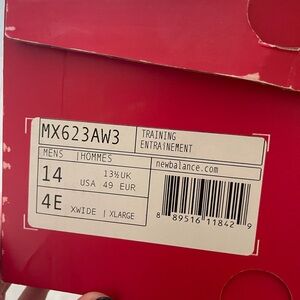 MX623AW3
TRAINING
ENTRAÎNEMENT
MENS | HOMMES
newbalance.com
14
13½UK
USA 49 EUR
4E
XWIDE | XLARGE
8 89516 11842 9